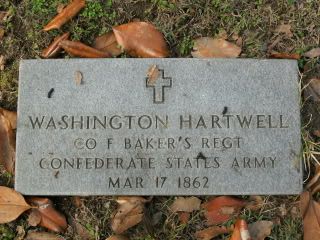 WASHINGTON HARTWELL
CO F BAKER'S REGT
CONFEDERATE STATES ARMY
MAR 17 1862